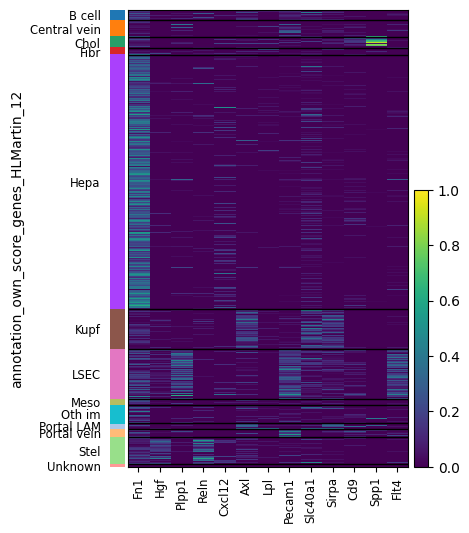 annotation_own_score_genes_HLMartin_12
B cell
Central vein
Chol
Fibr
Hepa
Kupf
LSEC
Meso
Oth im
Portal LAM
Portal vein
Stel
Unknown
Fn1
Hgf
Plpp1
Reln
Cxcl12
Axl
Lpl
Pecam1
Slc40a1
Sirpa
Cd9
Spp1
Flt4
1.0
0.8
0.6
0.4
0.2
0.0